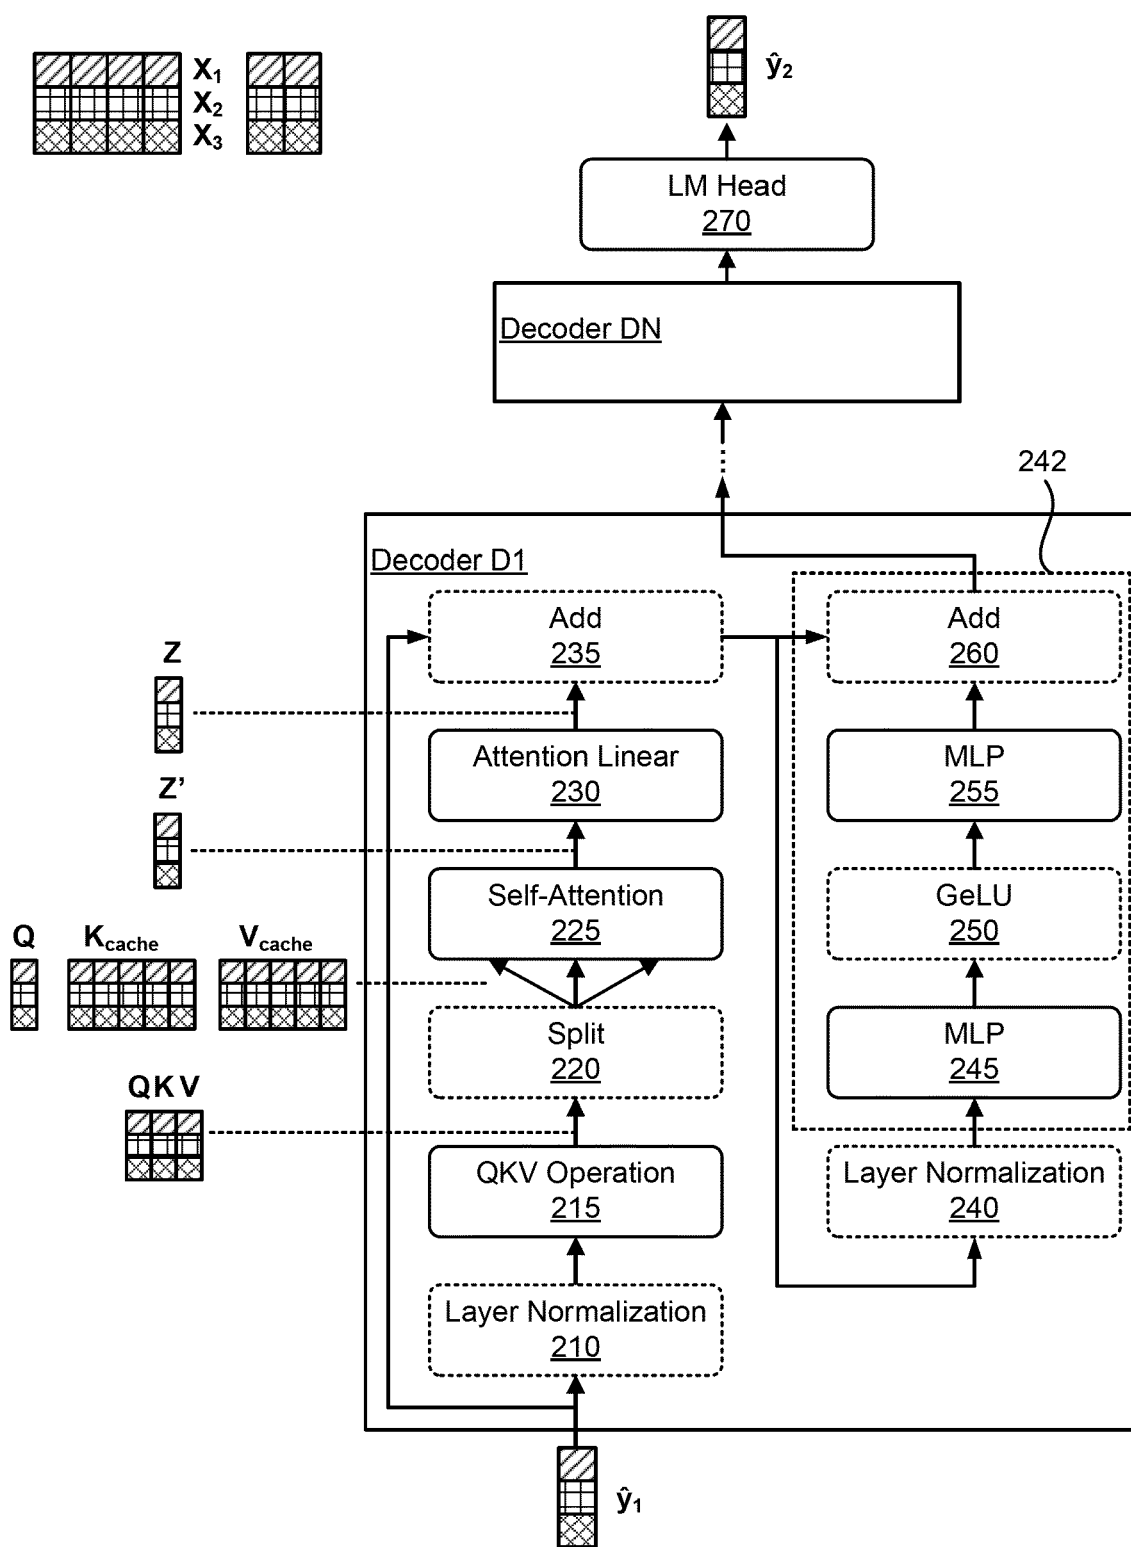 X1
X2
X3
ŷ2
LM Head
270
Decoder DN
242
Decoder D1
Add
235
Add
260
Z
Attention Linear
230
MLP
255
Z'
Self-Attention
225
GeLU
250
Q Kcache Vcache
Split
220
MLP
245
Q K V
QKV Operation
215
Layer Normalization
240
Layer Normalization
210
ŷ1